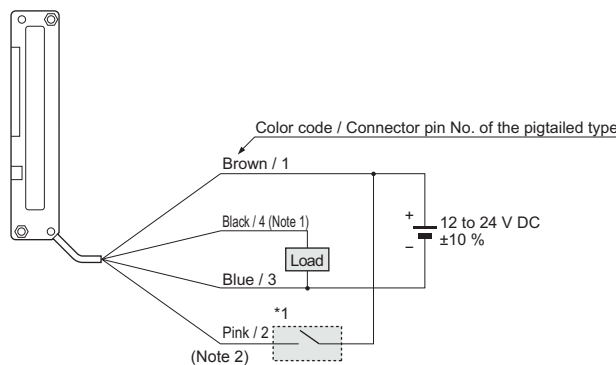 Color code / Connector pin No. of the pigtailed type
Brown / 1
Black / 4 (Note 1)
Load
+
12 to 24 V DC
±10 %
−
Blue / 3
*1
Pink / 2
(Note 2)